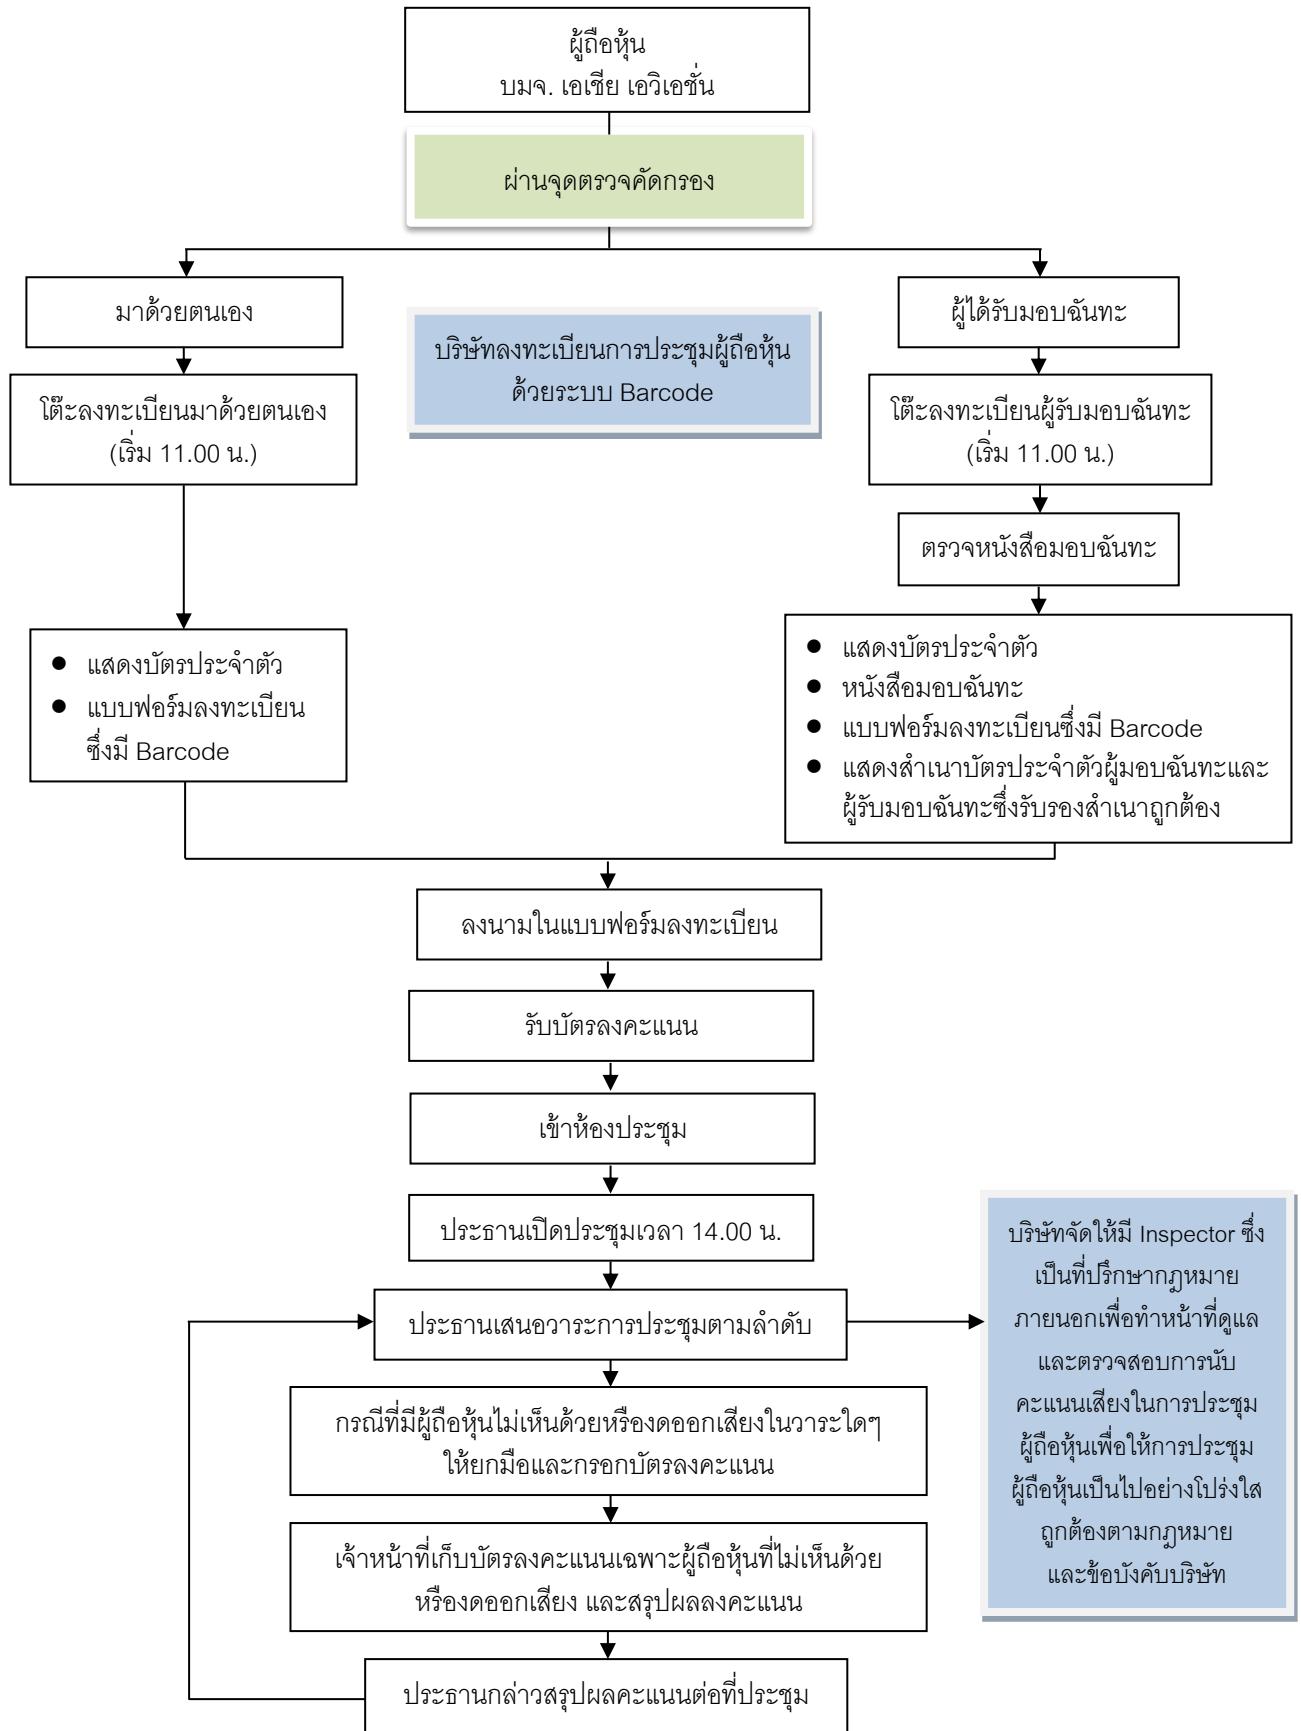 ผู้ถือหุ้น
บมจ. เอเชีย เอวิเอชั่น
ผ่านจุดตรวจคัดกรอง
มาด้วยตนเอง
ผู้ได้รับมอบฉันทะ
บริษัทลงทะเบียนการประชุมผู้ถือหุ้น
ด้วยระบบ Barcode
โต๊ะลงทะเบียนมาด้วยตนเอง
(เริ่ม 11.00 น.)
โต๊ะลงทะเบียนผู้รับมอบฉันทะ
(เริ่ม 11.00 น.)
ตรวจหนังสือมอบฉันทะ
● แสดงบัตรประจำตัว
● แบบฟอร์มลงทะเบียน
ซึ่งมี Barcode
● แสดงบัตรประจำตัว
● หนังสือมอบฉันทะ
● แบบฟอร์มลงทะเบียนซึ่งมี Barcode
● แสดงสำเนาบัตรประจำตัวผู้มอบฉันทะและ
ผู้รับมอบฉันทะซึ่งรับรองสำเนาถูกต้อง
ลงนามในแบบฟอร์มลงทะเบียน
รับบัตรลงคะแนน
เข้าห้องประชุม
ประธานเปิดประชุมเวลา 14.00 น.
ประธานเสนอวาระการประชุมตามลำดับ
บริษัทจัดให้มี Inspector ซึ่ง
เป็นที่ปรึกษากฎหมาย
ภายนอกเพื่อทำหน้าที่ดูแล
และตรวจสอบการนับ
คะแนนเสียงในการประชุม
ผู้ถือหุ้นเพื่อให้การประชุม
ผู้ถือหุ้นเป็นไปอย่างโปร่งใส
ถูกต้องตามกฎหมาย
และข้อบังคับบริษัท
กรณีที่มีผู้ถือหุ้นไม่เห็นด้วยหรืองดออกเสียงในวาระใดๆ
ให้ยกมือและกรอกบัตรลงคะแนน
เจ้าหน้าที่เก็บบัตรลงคะแนนเฉพาะผู้ถือหุ้นที่ไม่เห็นด้วย
หรืองดออกเสียง และสรุปผลลงคะแนน
ประธานกล่าวสรุปผลคะแนนต่อที่ประชุม